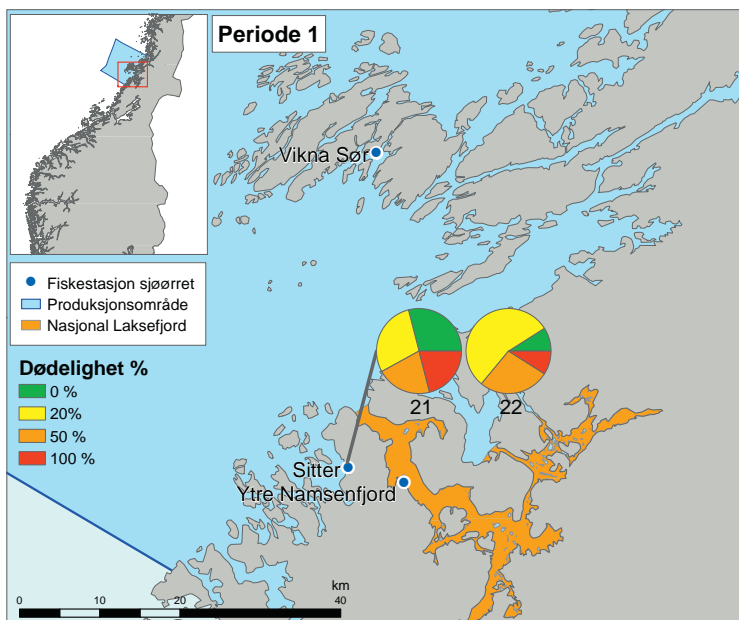 Periode 1
Vikna Sør
Fiskestasjon sjøørret
Produksjonsområde
Nasjonal Laksefjord
Dødelighet %
0 %
20%
50 %
100 %
21
22
Sitter
Ytre Namsenfjord
km
0 10 20 40